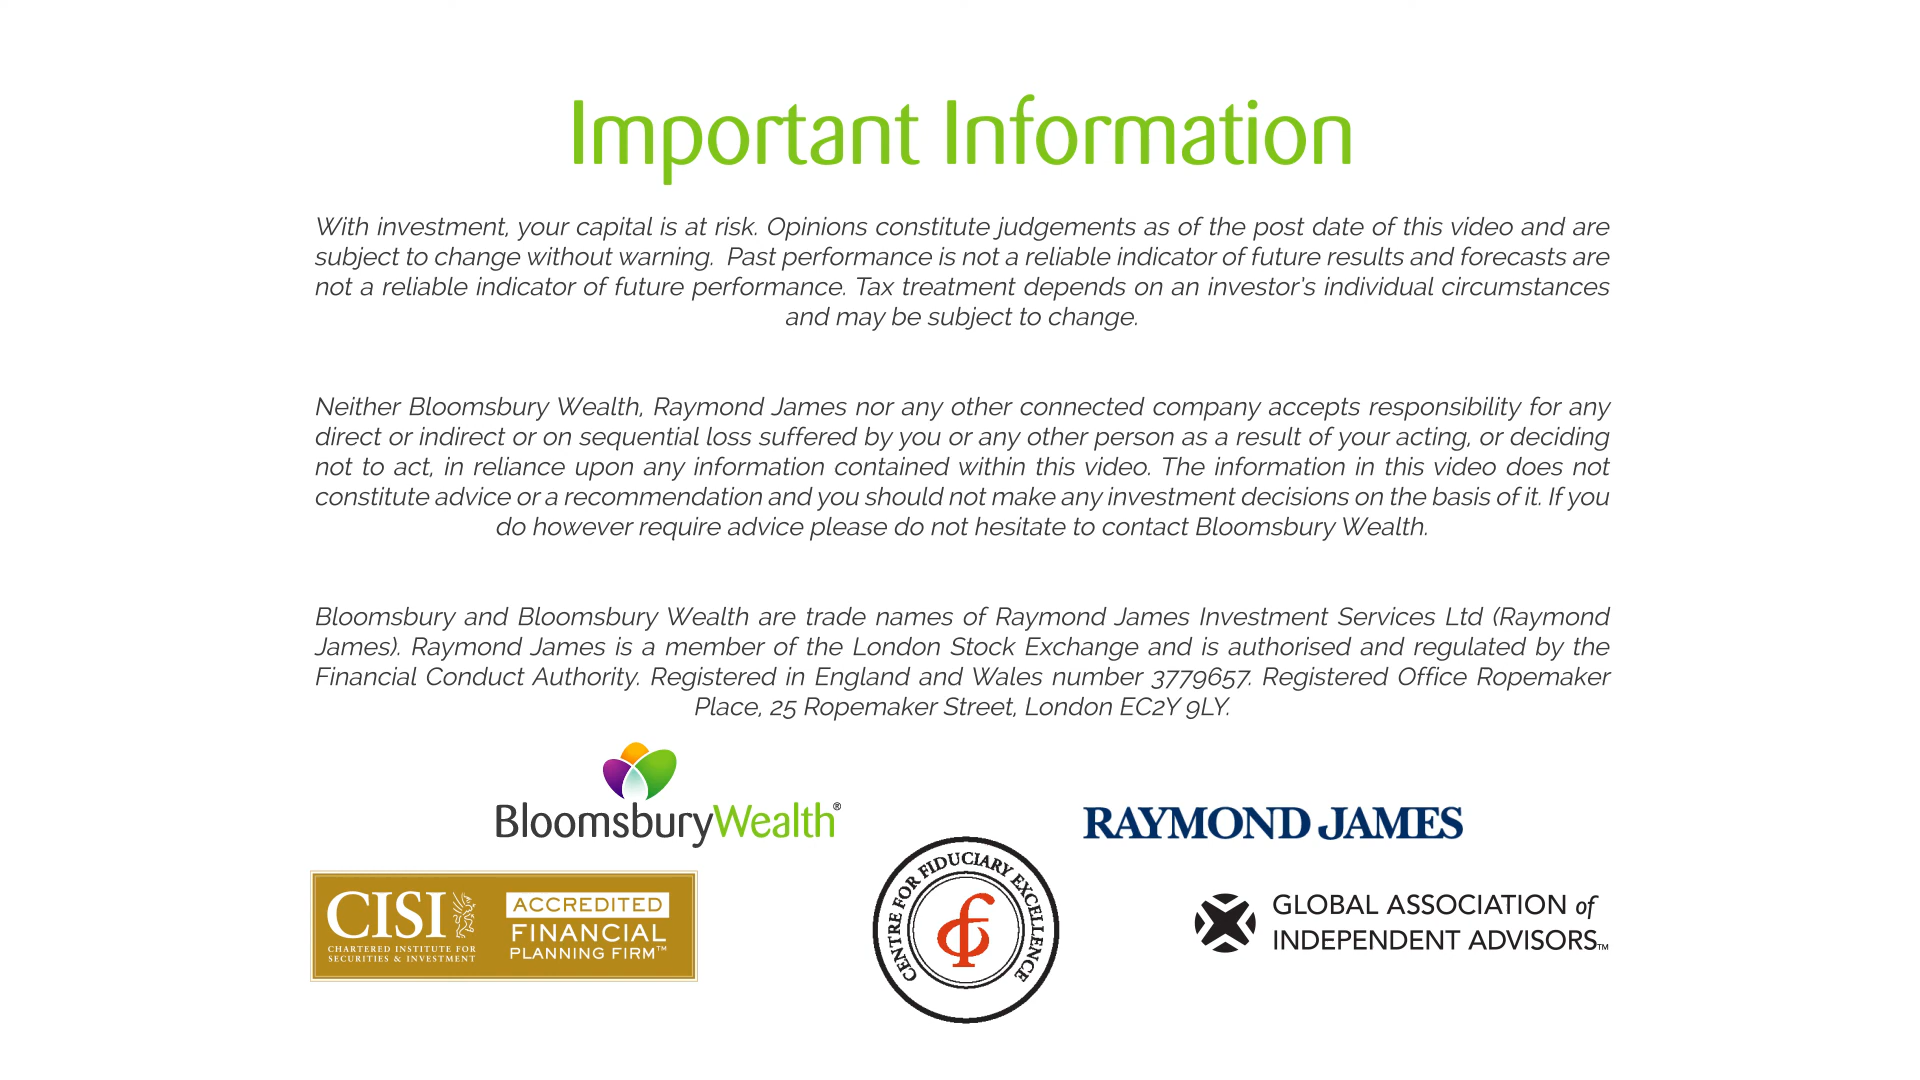 Important Information
With investment, your capital is at risk. Opinions constitute judgements as of the post date of this video and are
subject to change without warning.  Past performance is not a reliable indicator of future results and forecasts are
not a reliable indicator of future performance. Tax treatment depends on an investor's individual circumstances
and may be subject to change.
Neither Bloomsbury Wealth, Raymond James nor any other connected company accepts responsibility for any
direct or indirect or on sequential loss suffered by you or any other person as a result of your acting, or deciding
not to act, in reliance upon any information contained within this video. The information in this video does not
constitute advice or a recommendation and you should not make any investment decisions on the basis of it. If you
do however require advice please do not hesitate to contact Bloomsbury Wealth.
Bloomsbury and Bloomsbury Wealth are trade names of Raymond James Investment Services Ltd (Raymond
James). Raymond James is a member of the London Stock Exchange and is authorised and regulated by the
Financial Conduct Authority. Registered in England and Wales number 3779657. Registered Office Ropemaker
Place, 25 Ropemaker Street, London EC2Y 9LY.
BloomsburyWealth®
RAYMOND JAMES
CISI
CHARTERED INSTITUTE FOR
SECURITIES & INVESTMENT
ACCREDITED
FINANCIAL
PLANNING FIRM™
CENTRE FOR FIDUCIARY EXCELLENCE
GLOBAL ASSOCIATION of
INDEPENDENT ADVISORS™